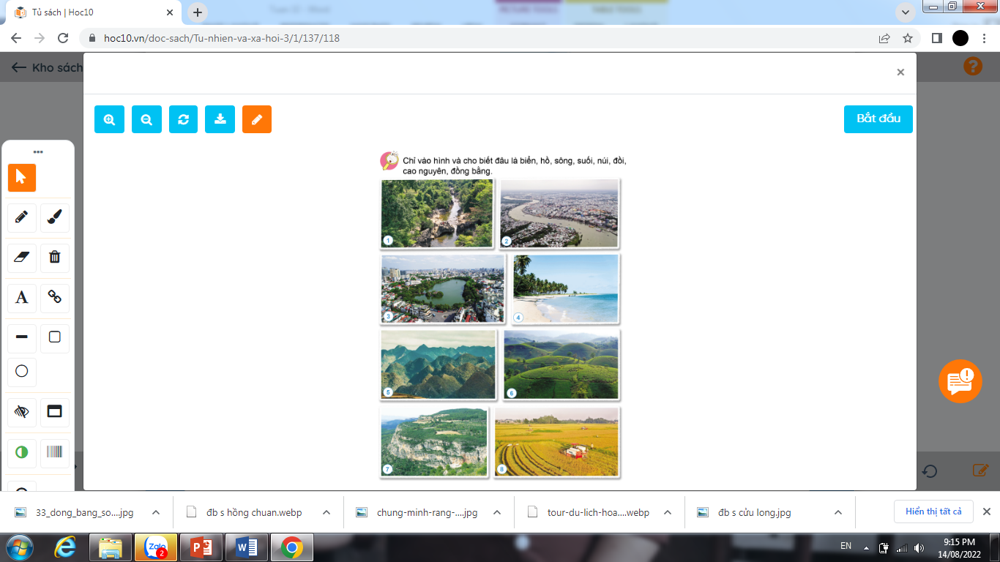 Tủ sách | Hoc10
hoc10.vn/doc-sach/Tu-nhien-va-xa-hoi-3/1/137/118
Kho sách
Bắt đầu
Chỉ vào hình và cho biết đâu là biển, hồ, sông, suối, núi, đồi,
cao nguyên, đồng bằng.
1
2
3
4
5
6
7
8
A
33_dong_bang_so....jpg
đb s hồng chuan.webp
chung-minh-rang-....jpg
tour-du-lich-hoa....webp
đb s cửu long.jpg
Hiển thị tất cả
Zalo
2
EN
9:15 PM
14/08/2022